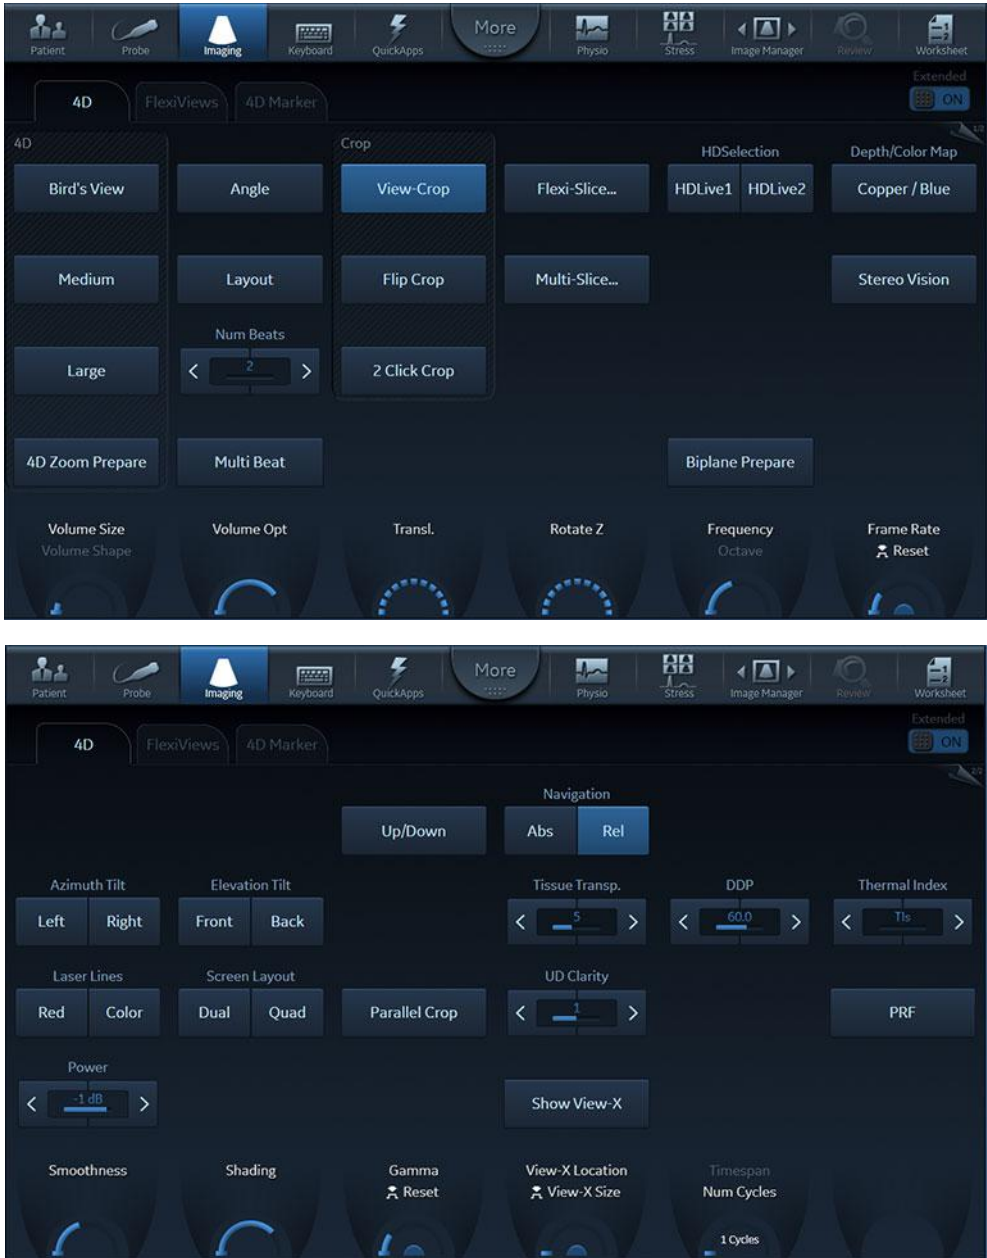 Patient Probe Imaging Keyboard QuickApps More Physio Stress Image Manager Review Worksheet
Extended
4D FlexiViews 4D Marker ON
1/2
4D Crop HDSelection Depth/Color Map
Bird's View Angle View-Crop Flexi-Slice... HDLive1 HDLive2 Copper / Blue
Medium Layout Flip Crop Multi-Slice... Stereo Vision
Num Beats
Large 2 2 Click Crop
4D Zoom Prepare Multi Beat Biplane Prepare
Volume Size Volume Opt Transl. Rotate Z Frequency Frame Rate
Volume Shape Octave Reset
Patient Probe Imaging Keyboard QuickApps More Physio Stress Image Manager Review Worksheet
Extended
4D FlexiViews 4D Marker ON
2/2
Navigation
Up/Down Abs Rel
Azimuth Tilt Elevation Tilt Tissue Transp. DDP Thermal Index
Left Right Front Back 5 60.0 TIs
Laser Lines Screen Layout UD Clarity
Red Color Dual Quad Parallel Crop 1 PRF
Power
-1 dB Show View-X
Smoothness Shading Gamma View-X Location Timespan
Reset View-X Size Num Cycles
1 Cycles